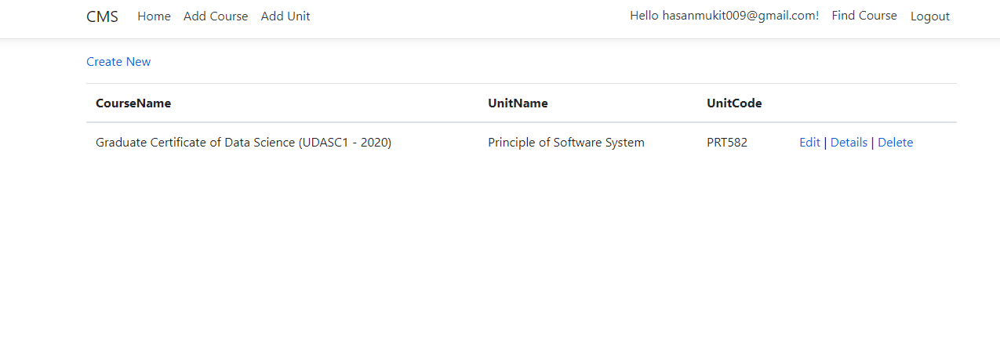 CMS Home Add Course Add Unit Hello hasanmukit009@gmail.com! Find Course Logout
Create New
CourseName UnitName UnitCode
Graduate Certificate of Data Science (UDASC1 - 2020) Principle of Software System PRT582 Edit | Details | Delete